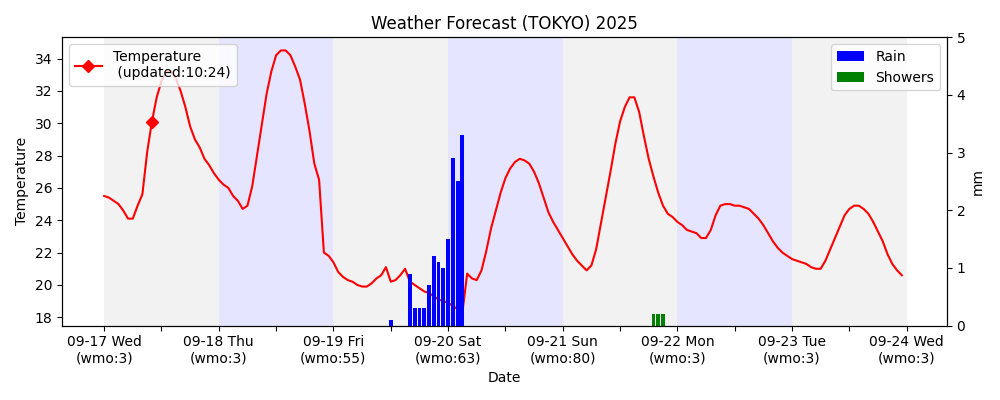 Weather Forecast (TOKYO) 2025
Temperature
(updated:10:24)
Rain
Showers
Temperature
34
32
30
28
26
24
22
20
18
5
4
3
2
1
0
mm
09-17 Wed
(wmo:3)
09-18 Thu
(wmo:3)
09-19 Fri
(wmo:55)
09-20 Sat
(wmo:63)
09-21 Sun
(wmo:80)
09-22 Mon
(wmo:3)
09-23 Tue
(wmo:3)
09-24 Wed
(wmo:3)
Date